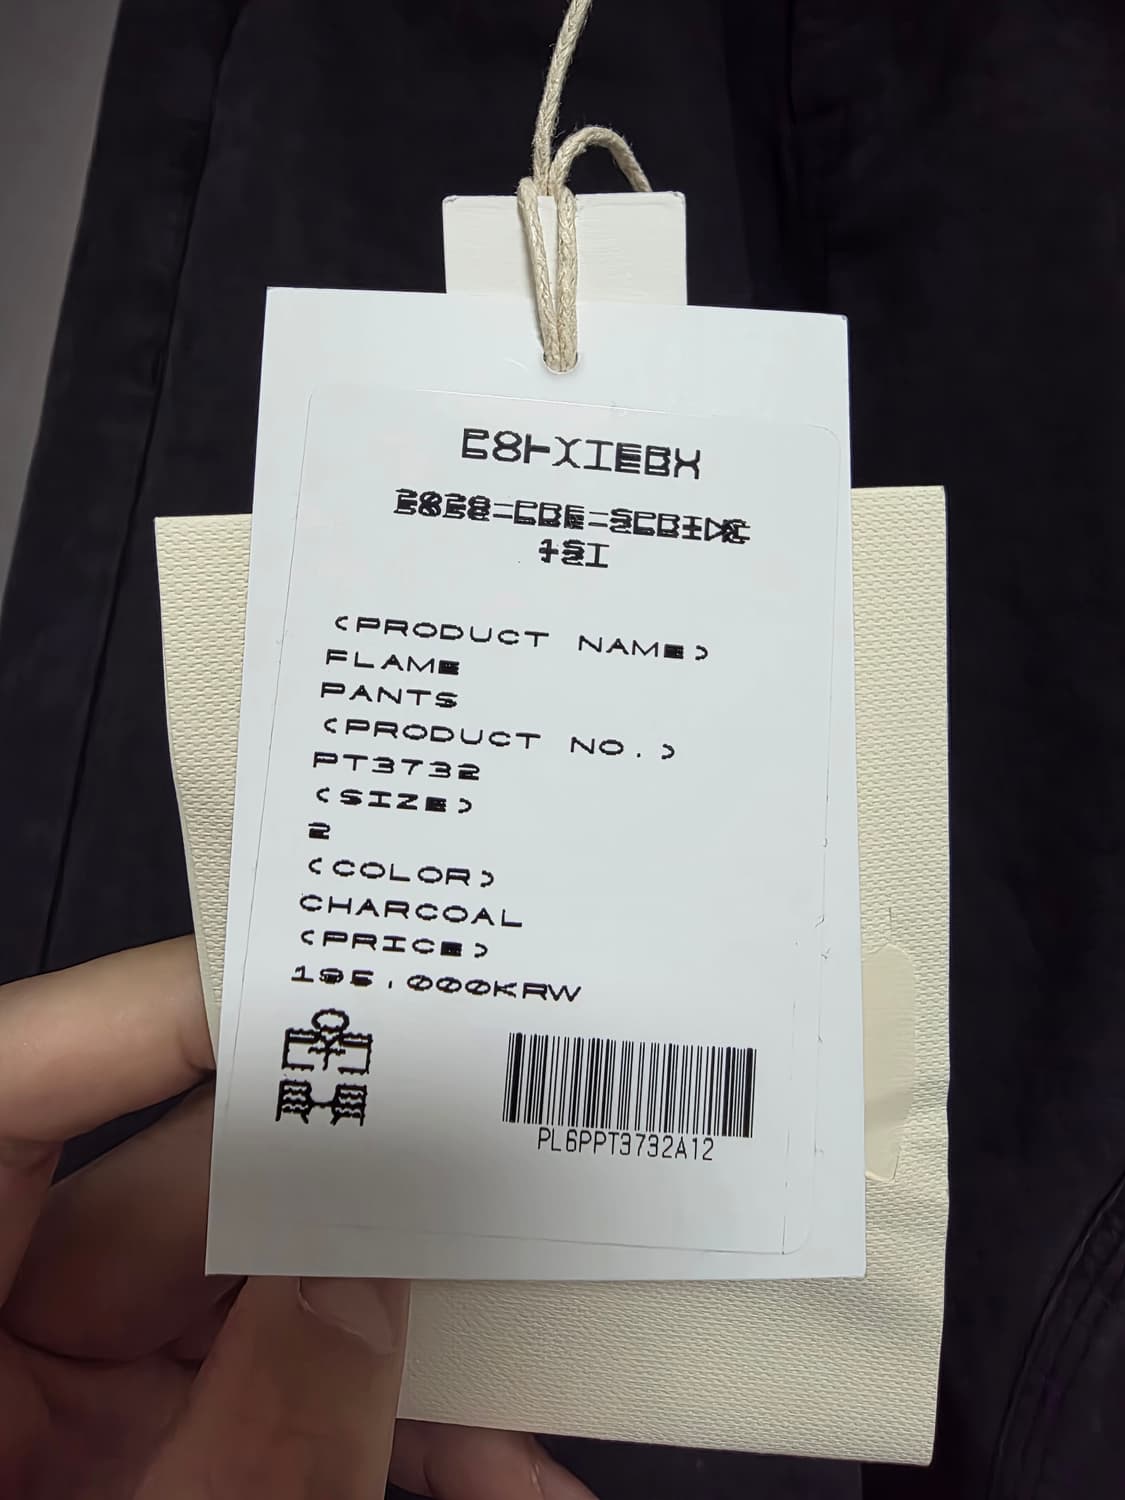 <PRODUCT NAME>
FLAME
PANTS
<PRODUCT NO.>
PT3732
<SIZE>
2
<COLOR>
CHARCOAL
<PRICE>
195,000KRW
PL6PPT3732A12